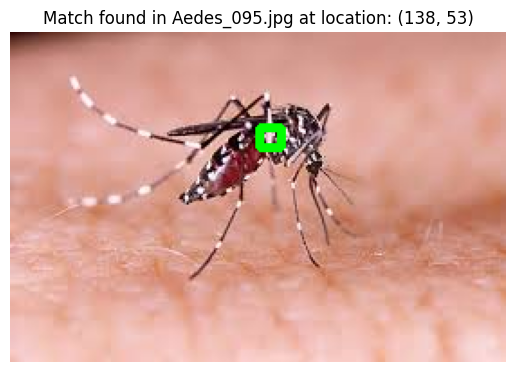 Match found in Aedes_095.jpg at location: (138, 53)